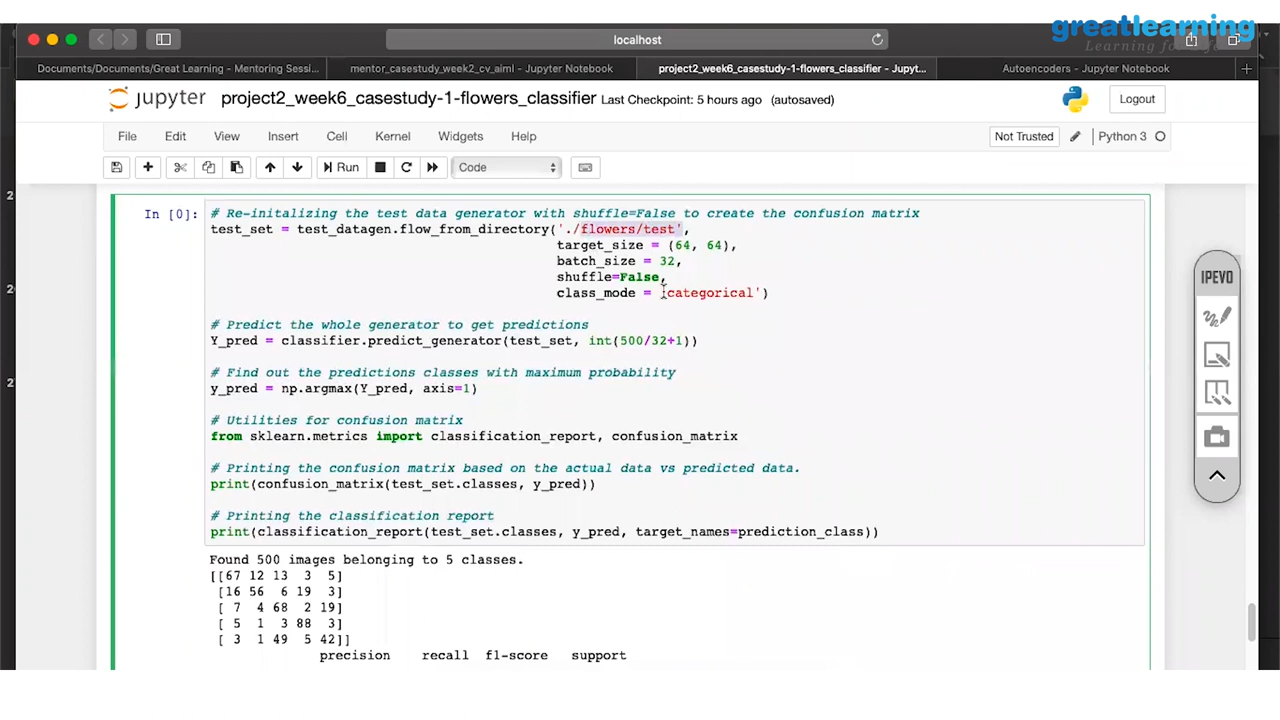 greatlearning
Learning for Life
localhost
Documents/Documents/Great Learning - Mentoring Sessi...
mentor_casestudy_week2_cv_aiml - Jupyter Notebook
project2_week6_casestudy-1-flowers_classifier - Jupyt...
Autoencoders - Jupyter Notebook
jupyter project2_week6_casestudy-1-flowers_classifier Last Checkpoint: 5 hours ago (autosaved)
Logout
File Edit View Insert Cell Kernel Widgets Help
Not Trusted
Python 3
Run
Code
In [0]:
# Re-initalizing the test data generator with shuffle=False to create the confusion matrix
test_set = test_datagen.flow_from_directory('./flowers/test',
target_size = (64, 64),
batch_size = 32,
shuffle=False,
class_mode = 'categorical')
# Predict the whole generator to get predictions
Y_pred = classifier.predict_generator(test_set, int(500/32+1))
# Find out the predictions classes with maximum probability
y_pred = np.argmax(Y_pred, axis=1)
# Utilities for confusion matrix
from sklearn.metrics import classification_report, confusion_matrix
# Printing the confusion matrix based on the actual data vs predicted data.
print(confusion_matrix(test_set.classes, y_pred))
# Printing the classification report
print(classification_report(test_set.classes, y_pred, target_names=prediction_class))
Found 500 images belonging to 5 classes.
[[67 12 13 3 5]
[16 56 6 19 3]
[ 7 4 68 2 19]
[ 5 1 3 88 3]
[ 3 1 49 5 42]]
precision recall f1-score support
IPEVO
2
2
2